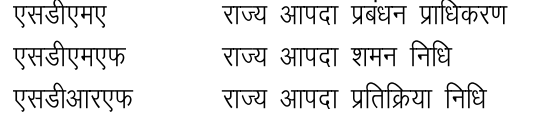 एसडीएमए राज्य आपदा प्रबंधन प्राधिकरण
एसडीएमएफ राज्य आपदा शमन निधि
एसडीआरएफ राज्य आपदा प्रतिक्रिया निधि